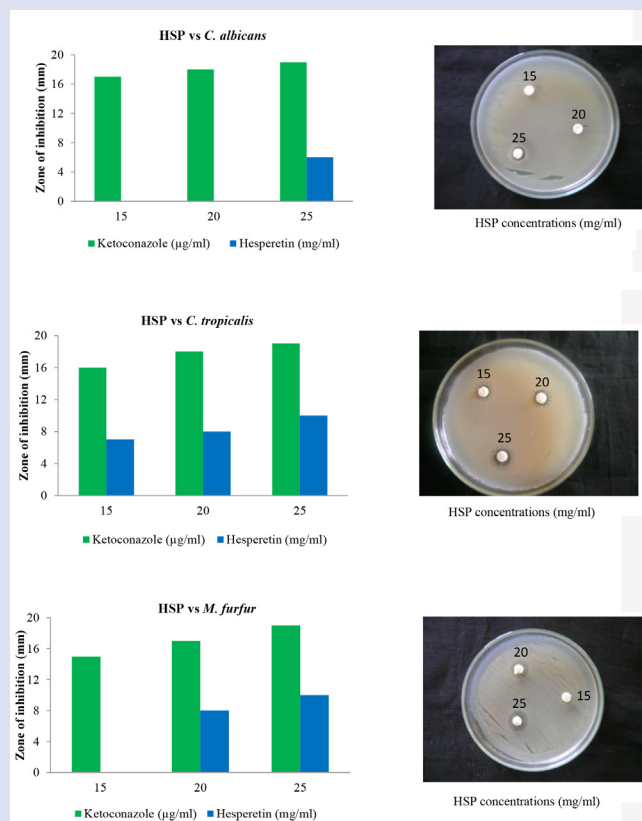 HSP vs C. albicans
Zone of inhibition (mm)
20
16
12
8
4
0
15 20 25
Ketoconazole (µg/ml) Hesperetin (mg/ml)
15
20
25
HSP concentrations (mg/ml)
HSP vs C. tropicalis
Zone of inhibition (mm)
20
16
12
8
4
0
15 20 25
Ketoconazole (µg/ml) Hesperetin (mg/ml)
15 20
25
HSP concentrations (mg/ml)
HSP vs M. furfur
Zone of inhibition (mm)
20
16
12
8
4
0
15 20 25
Ketoconazole (µg/ml) Hesperetin (mg/ml)
20
15
25
HSP concentrations (mg/ml)